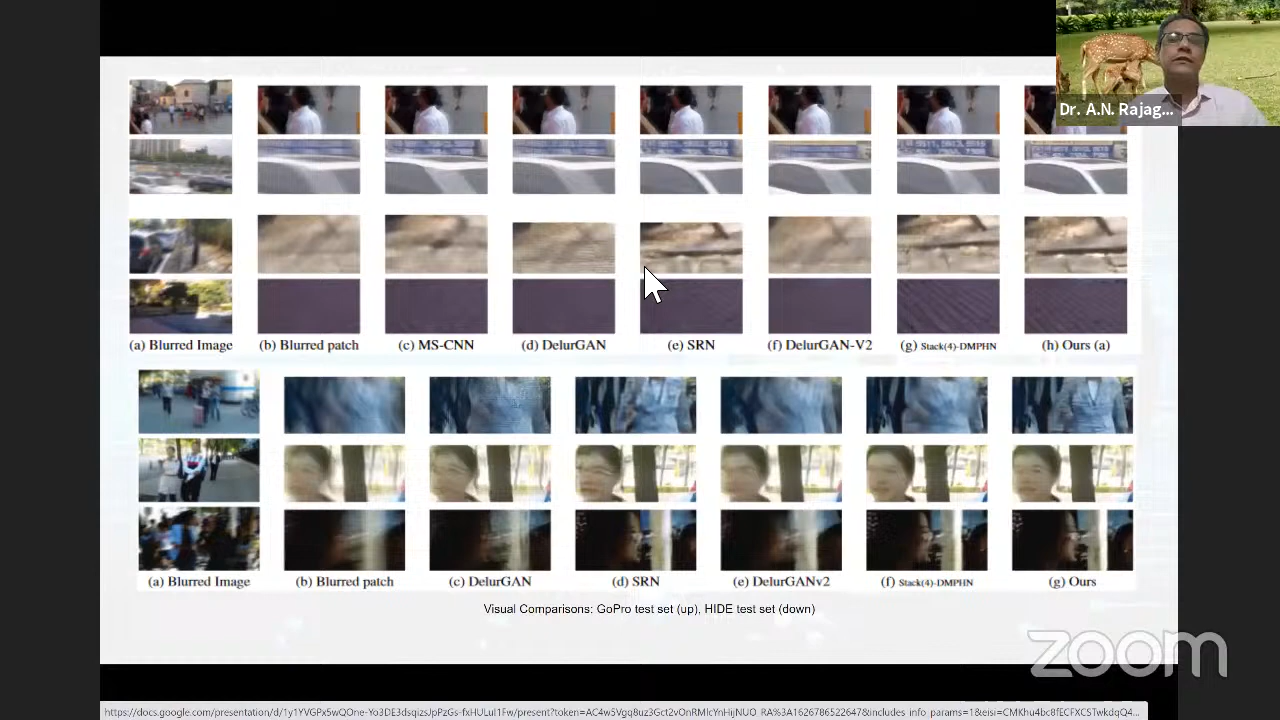 Dr. A.N. Rajag...
(a) Blurred Image (b) Blurred patch (c) MS-CNN (d) DelurGAN (e) SRN (f) DelurGAN-V2 (g) Stack(4)-DMPHN (h) Ours (a)
(a) Blurred Image (b) Blurred patch (c) DelurGAN (d) SRN (e) DelurGANv2 (f) Stack(4)-DMPHN (g) Ours
Visual Comparisons: GoPro test set (up), HIDE test set (down)
zoom